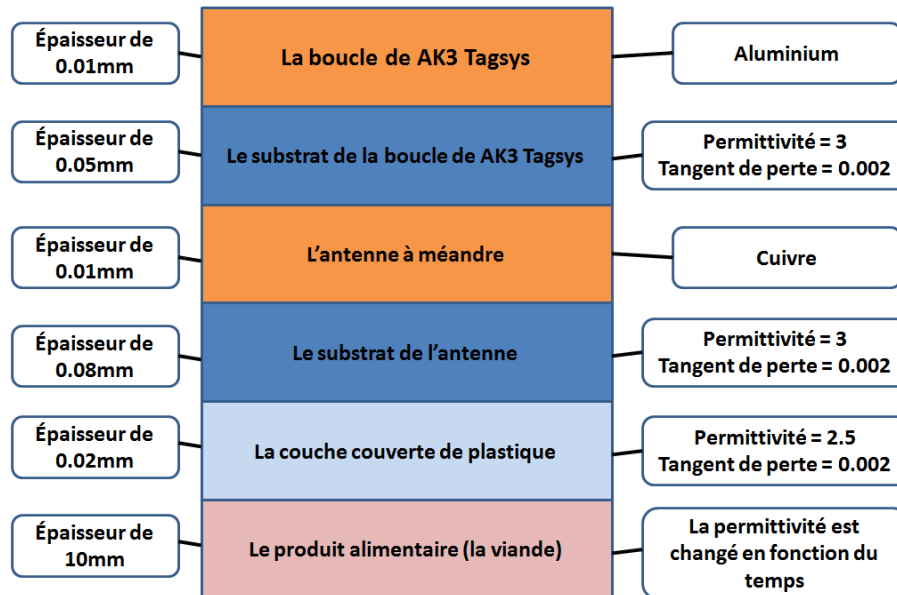 Épaisseur de
0.01mm
La boucle de AK3 Tagsys
Aluminium
Épaisseur de
0.05mm
Le substrat de la boucle de AK3 Tagsys
Permittivité = 3
Tangent de perte = 0.002
Épaisseur de
0.01mm
L'antenne à méandre
Cuivre
Épaisseur de
0.08mm
Le substrat de l'antenne
Permittivité = 3
Tangent de perte = 0.002
Épaisseur de
0.02mm
La couche couverte de plastique
Permittivité = 2.5
Tangent de perte = 0.002
Épaisseur de
10mm
Le produit alimentaire (la viande)
La permittivité est
changé en fonction du
temps